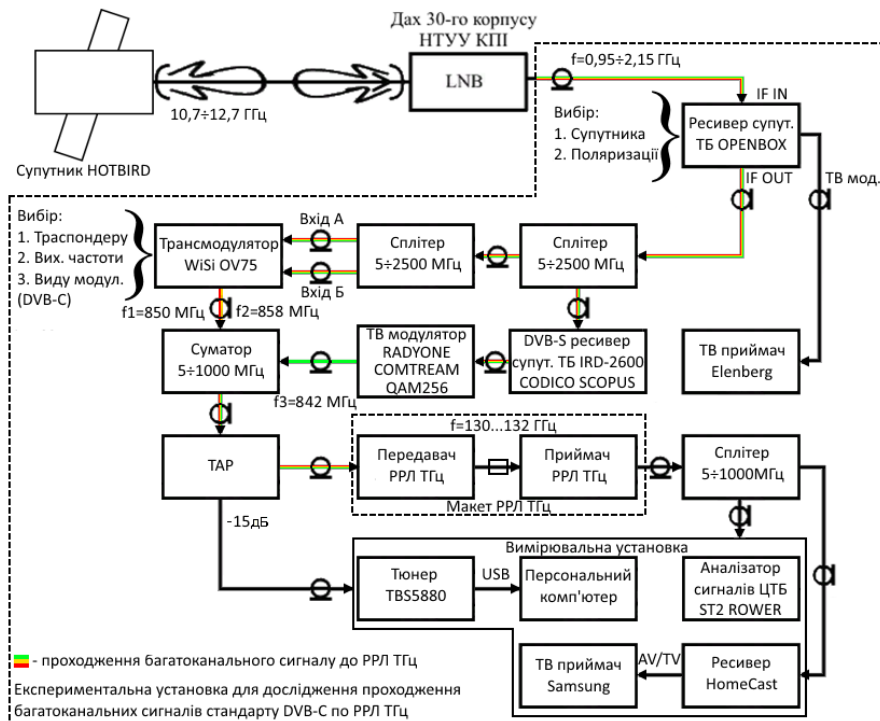 Дах 30-го корпусу
НТУУ КПІ
LNB
f=0,95÷2,15 ГГц
10,7÷12,7 ГГц
Супутник HOTBIRD
IF IN
Вибір:
1. Супутника
2. Поляризації
Ресивер супут.
ТБ OPENBOX
IF OUT
ТВ мод.
Вибір:
1. Траспондеру
2. Вих. частоти
3. Виду модул.
(DVB-C)
Трансмодулятор
WiSi OV75
Вхід А
Вхід Б
Сплітер
5÷2500 МГц
Сплітер
5÷2500 МГц
f1=850 МГц
f2=858 МГц
Суматор
5÷1000 МГц
ТВ модулятор
RADYONE
COMTREAM
QAM256
DVB-S ресивер
супут. ТБ IRD-2600
CODICO SCOPUS
ТВ приймач
Elenberg
f3=842 МГц
f=130...132 ГГц
TAP
Передавач
РРЛ ТГц
Приймач
РРЛ ТГц
Сплітер
5÷1000МГц
Макет РРЛ ТГц
-15дБ
Вимірювальна установка
Тюнер
TBS5880
USB
Персональний
комп'ютер
Аналізатор
сигналів ЦТБ
ST2 ROWER
ТВ приймач
Samsung
AV/TV
Ресивер
HomeCast
- проходження багатоканального сигналу до РРЛ ТГц
Експериментальна установка для дослідження проходження
багатоканальних сигналів стандарту DVB-C по РРЛ ТГц